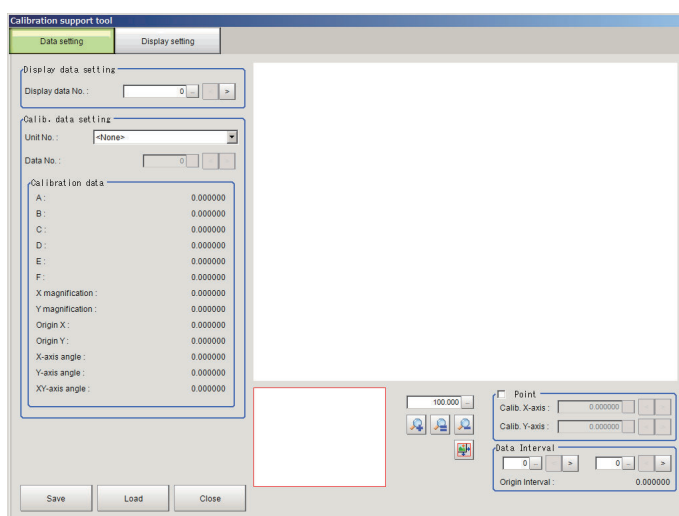 Calibration support tool
Data setting
Display setting
Display data setting
Display data No. :
0
...
>
Calib. data setting
Unit No. :
<None>
Data No. :
0
Calibration data
A : 0.000000
B : 0.000000
C : 0.000000
D : 0.000000
E : 0.000000
F : 0.000000
X magnification : 0.000000
Y magnification : 0.000000
Origin X : 0.000000
Origin Y : 0.000000
X-axis angle : 0.000000
Y-axis angle : 0.000000
XY-axis angle : 0.000000
100.000
...
Point
Calib. X-axis : 0.000000
Calib. Y-axis : 0.000000
Data Interval
0 ... > 0 ... >
Origin Interval : 0.000000
Save
Load
Close